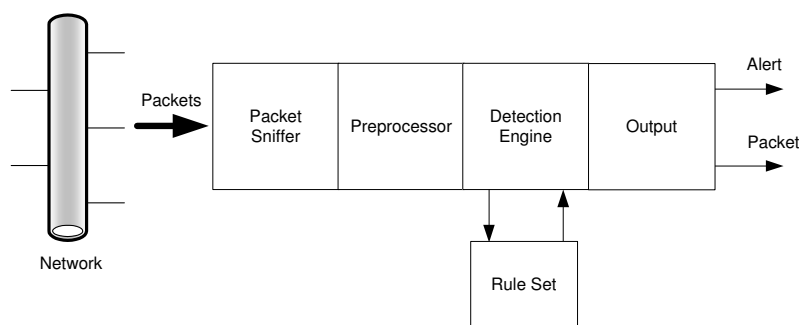 Packets
Network
Packet
Sniffer
Preprocessor
Detection
Engine
Output
Alert
Packet
Rule Set